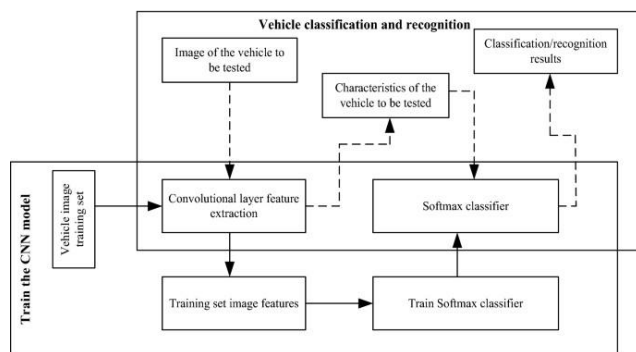 Vehicle classification and recognition
Image of the vehicle to
be tested
Classification/recognition
results
Characteristics of the
vehicle to be tested
Train the CNN model
Vehicle image
training set
Convolutional layer feature
extraction
Softmax classifier
Training set image features
Train Softmax classifier